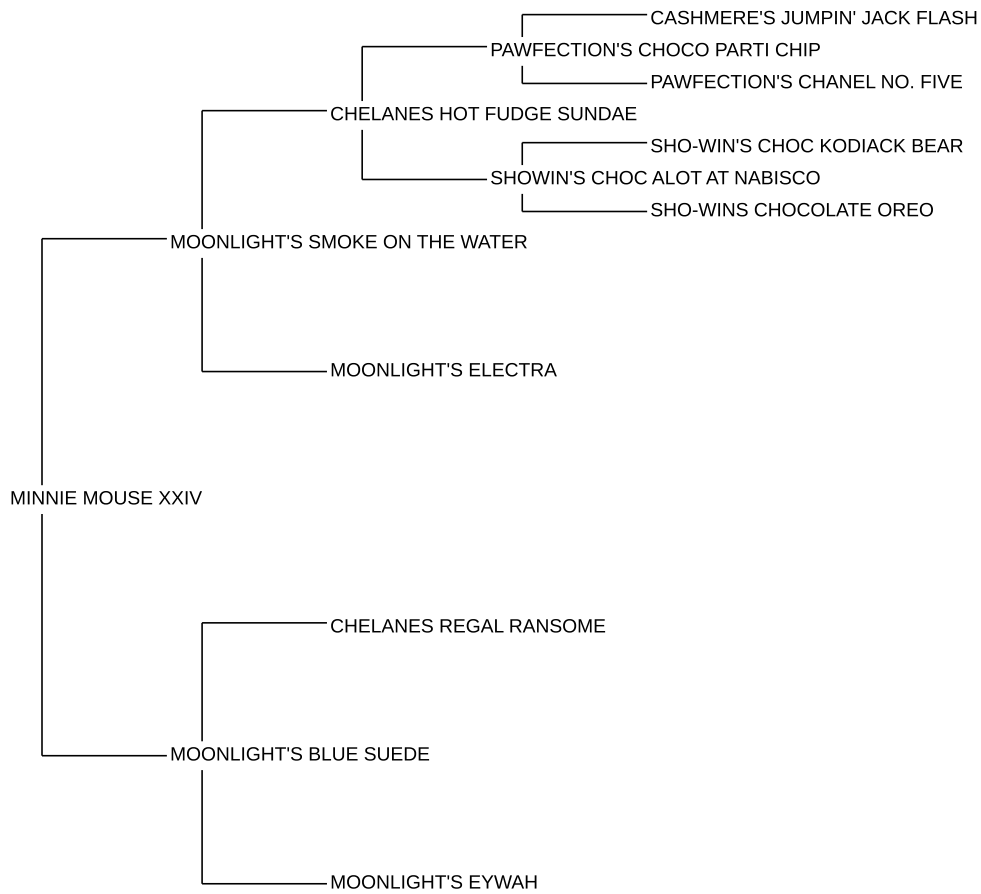 CASHMERE'S JUMPIN' JACK FLASH
PAWFECTION'S CHOCO PARTI CHIP
PAWFECTION'S CHANEL NO. FIVE
CHELANES HOT FUDGE SUNDAE
SHO-WIN'S CHOC KODIACK BEAR
SHOWIN'S CHOC ALOT AT NABISCO
SHO-WINS CHOCOLATE OREO
MOONLIGHT'S SMOKE ON THE WATER
MOONLIGHT'S ELECTRA
MINNIE MOUSE XXIV
CHELANES REGAL RANSOME
MOONLIGHT'S BLUE SUEDE
MOONLIGHT'S EYWAH